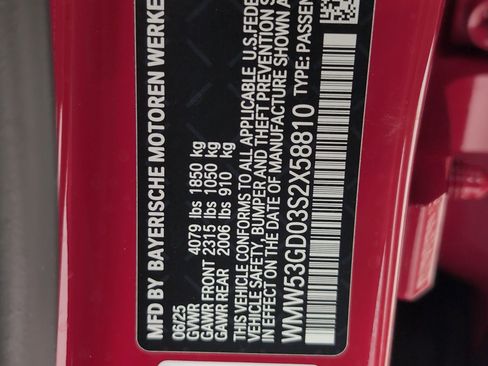 MFD BY BAYERISCHE MOTOREN WERKE
06/25
GVWR 4079 lbs 1850 kg
GAWR FRONT 2315 lbs 1050 kg
GAWR REAR 2006 lbs 910 kg
THIS VEHICLE CONFORMS TO ALL APPLICABLE U.S.FEDE
VEHICLE SAFETY, BUMPER AND THEFT PREVENTION S
IN EFFECT ON THE DATE OF MANUFACTURE SHOWN A
WMW53GD03S2X58810 TYPE: PASSEN